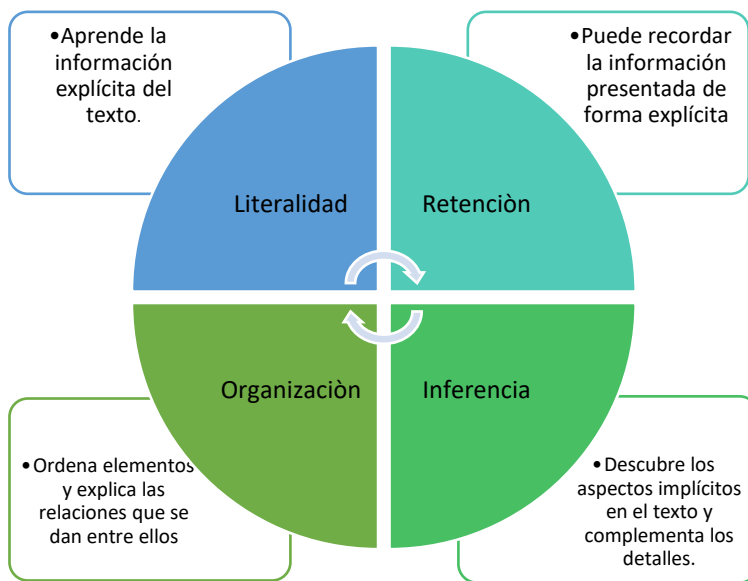 •Aprende la
información
explícita del
texto.
•Puede recordar
la información
presentada de
forma explícita
Literalidad
Retenciòn
Organizaciòn
Inferencia
•Ordena elementos
y explica las
relaciones que se
dan entre ellos
•Descubre los
aspectos implícitos
en el texto y
complementa los
detalles.